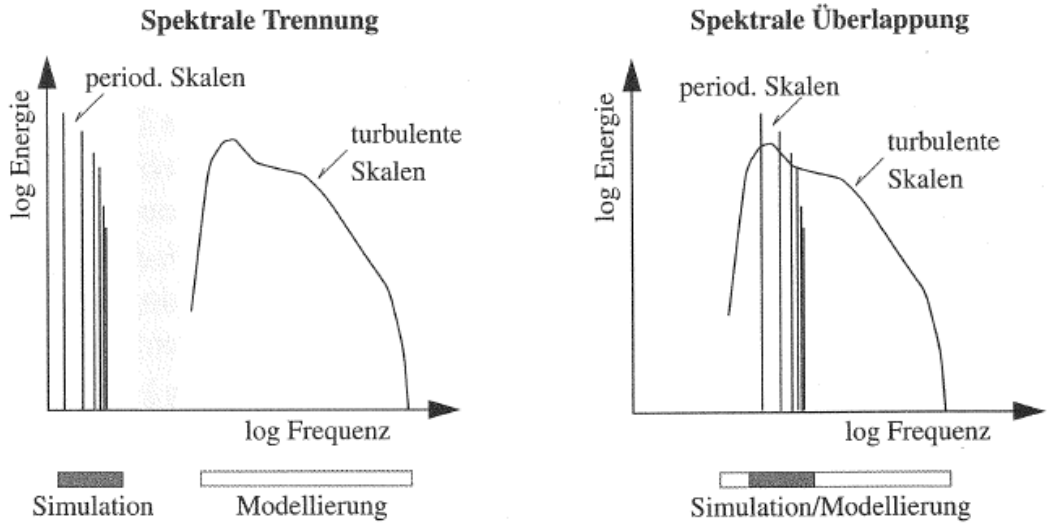 Spektrale Trennung
period. Skalen
turbulente
Skalen
log Energie
log Frequenz
Simulation
Modellierung
Spektrale Überlappung
period. Skalen
turbulente
Skalen
log Energie
log Frequenz
Simulation/Modellierung